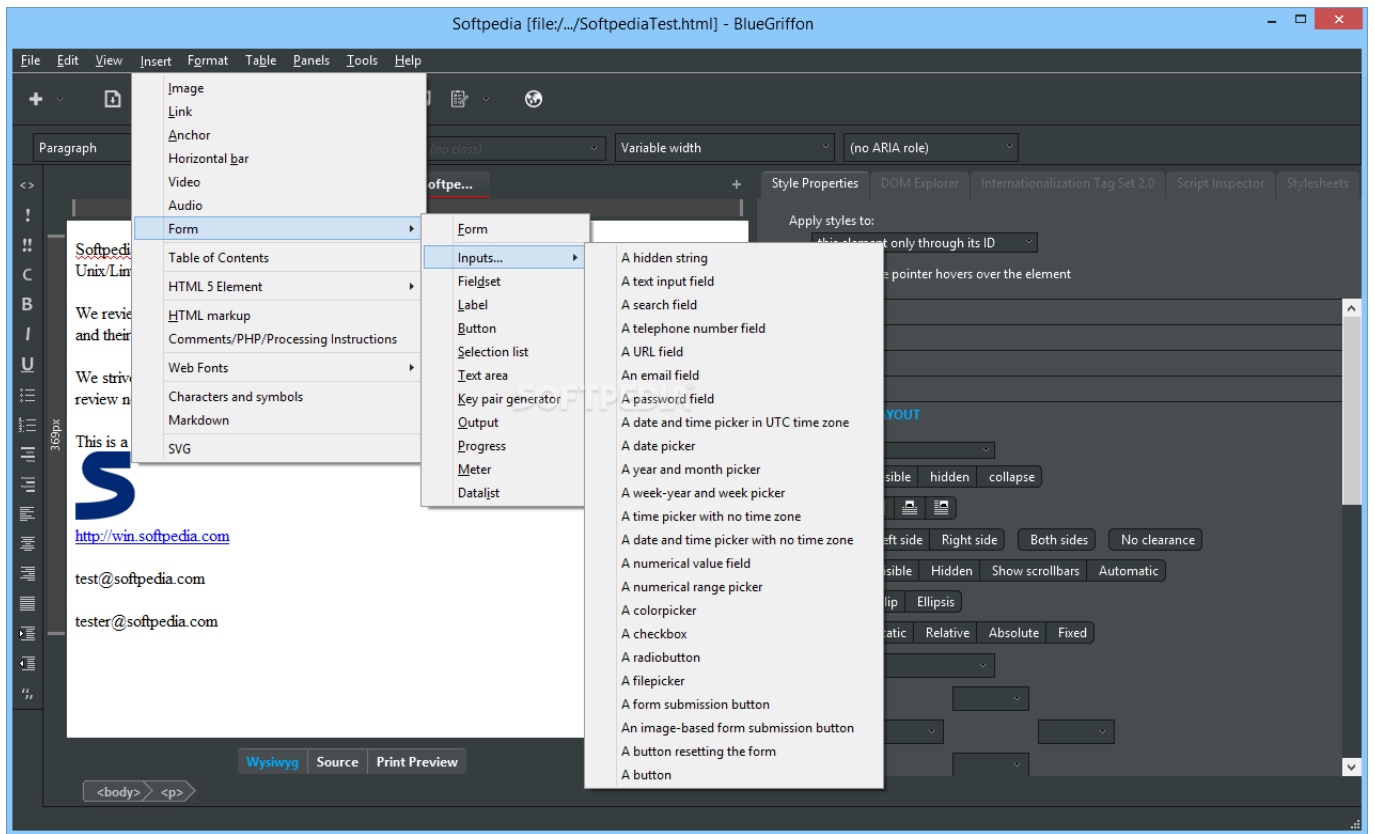 Softpedia [file:/.../SoftpediaTest.html] - BlueGriffon
File Edit View Insert Format Table Panels Tools Help
Paragraph (no class) Variable width (no ARIA role)
oftpe... +
Style Properties DOM Explorer Internationalization Tag Set 2.0 Script Inspector Stylesheets
Image
Link
Anchor
Horizontal bar
Video
Audio
Form
Table of Contents
HTML 5 Element
HTML markup
Comments/PHP/Processing Instructions
Web Fonts
Characters and symbols
Markdown
SVG
Form
Inputs...
Fieldset
Label
Button
Selection list
Text area
Key pair generator
Output
Progress
Meter
Datalist
A hidden string
A text input field
A search field
A telephone number field
A URL field
An email field
A password field
A date and time picker in UTC time zone
A date picker
A year and month picker
A week-year and week picker
A time picker with no time zone
A date and time picker with no time zone
A numerical value field
A numerical range picker
A colorpicker
A checkbox
A radiobutton
A filepicker
A form submission button
An image-based form submission button
A button resetting the form
A button
Apply styles to:
this element only through its ID
e pointer hovers over the element
YOUT
sible hidden collapse
eft side Right side Both sides No clearance
isible Hidden Show scrollbars Automatic
lip Ellipsis
tatic Relative Absolute Fixed
! 
!!
C
B
I
U
369px
Softpedi
Unix/Lin
We revie
and their
We strive
review n
This is a
http://win.softpedia.com
test@softpedia.com
tester@softpedia.com
SOFTPEDIA
Wysiwyg Source Print Preview
<body> <p>